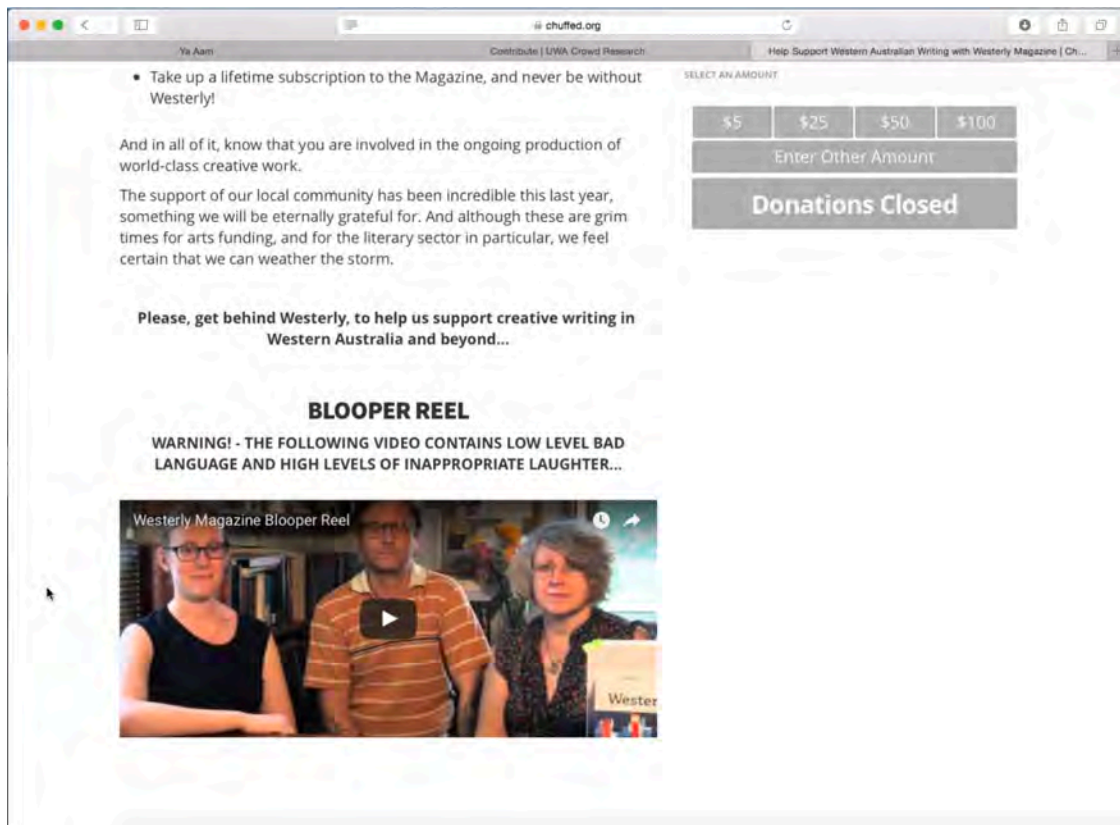 chuffed.org
Ya Aam
Contribute | UWA Crowd Research
Help Support Western Australian Writing with Westerly Magazine | Ch...
• Take up a lifetime subscription to the Magazine, and never be without
Westerly!
And in all of it, know that you are involved in the ongoing production of
world-class creative work.
The support of our local community has been incredible this last year,
something we will be eternally grateful for. And although these are grim
times for arts funding, and for the literary sector in particular, we feel
certain that we can weather the storm.
Please, get behind Westerly, to help us support creative writing in
Western Australia and beyond...
BLOOPER REEL
WARNING! - THE FOLLOWING VIDEO CONTAINS LOW LEVEL BAD
LANGUAGE AND HIGH LEVELS OF INAPPROPRIATE LAUGHTER...
Westerly Magazine Blooper Reel
Wester
SELECT AN AMOUNT
$5 $25 $50 $100
Enter Other Amount
Donations Closed